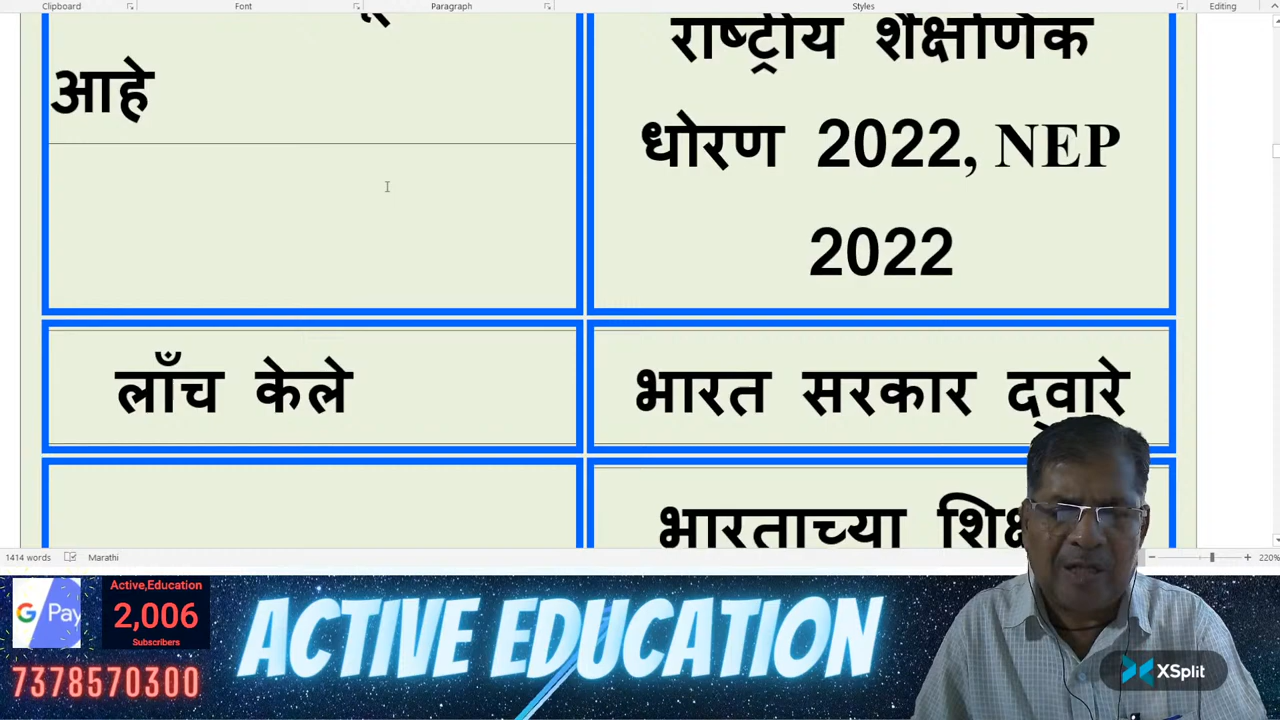 Clipboard
Font
Paragraph
Styles
Editing
आहे
राष्ट्रीय शैक्षणिक
धोरण 2022, NEP
2022
लाँच केले
भारत सरकार द्वारे
भारताच्या
1414 words
Marathi
220%
G Pay
Active,Education
2,006
Subscribers
7378570300
ACTIVE EDUCATION
XSplit